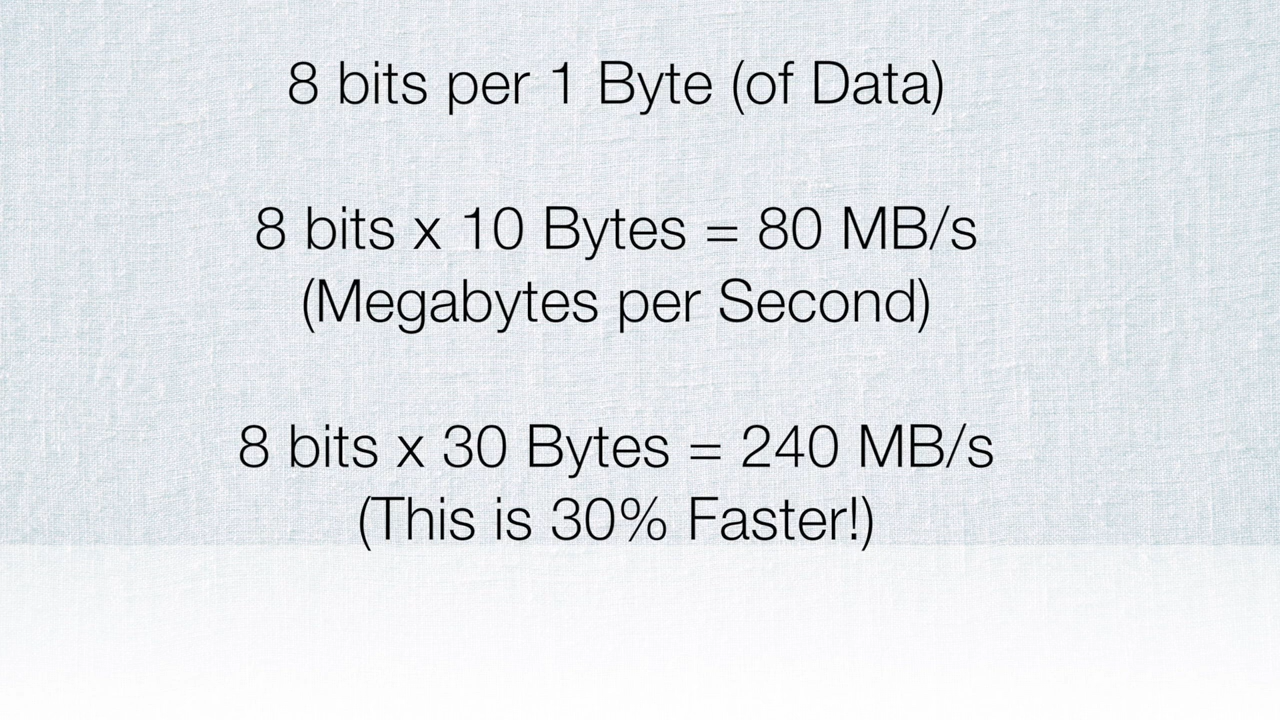 8 bits per 1 Byte (of Data)
8 bits x 10 Bytes = 80 MB/s
(Megabytes per Second)
8 bits x 30 Bytes = 240 MB/s
(This is 30% Faster!)